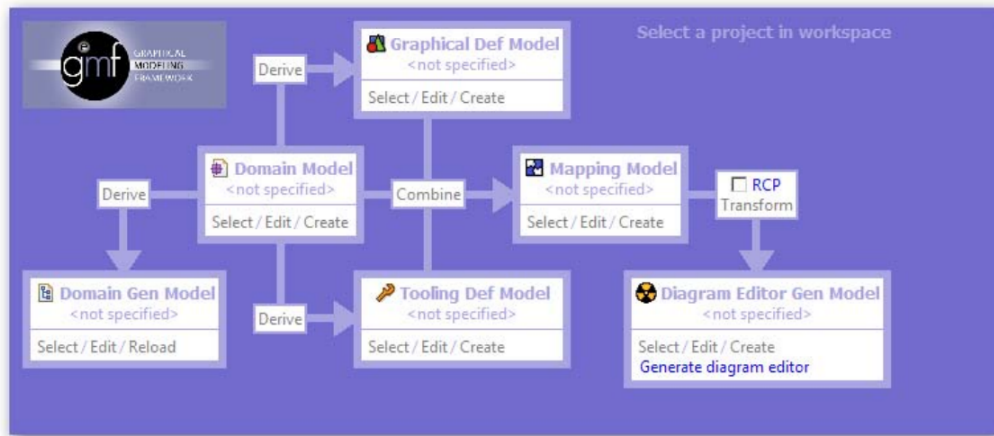 gmf
GRAPHICAL
MODELING
FRAMEWORK
Select a project in workspace
Graphical Def Model
<not specified>
Select / Edit / Create
Derive
Domain Model
<not specified>
Select / Edit / Create
Derive
Combine
Mapping Model
<not specified>
Select / Edit / Create
RCP
Transform
Domain Gen Model
<not specified>
Select / Edit / Reload
Derive
Tooling Def Model
<not specified>
Select / Edit / Create
Diagram Editor Gen Model
<not specified>
Select / Edit / Create
Generate diagram editor